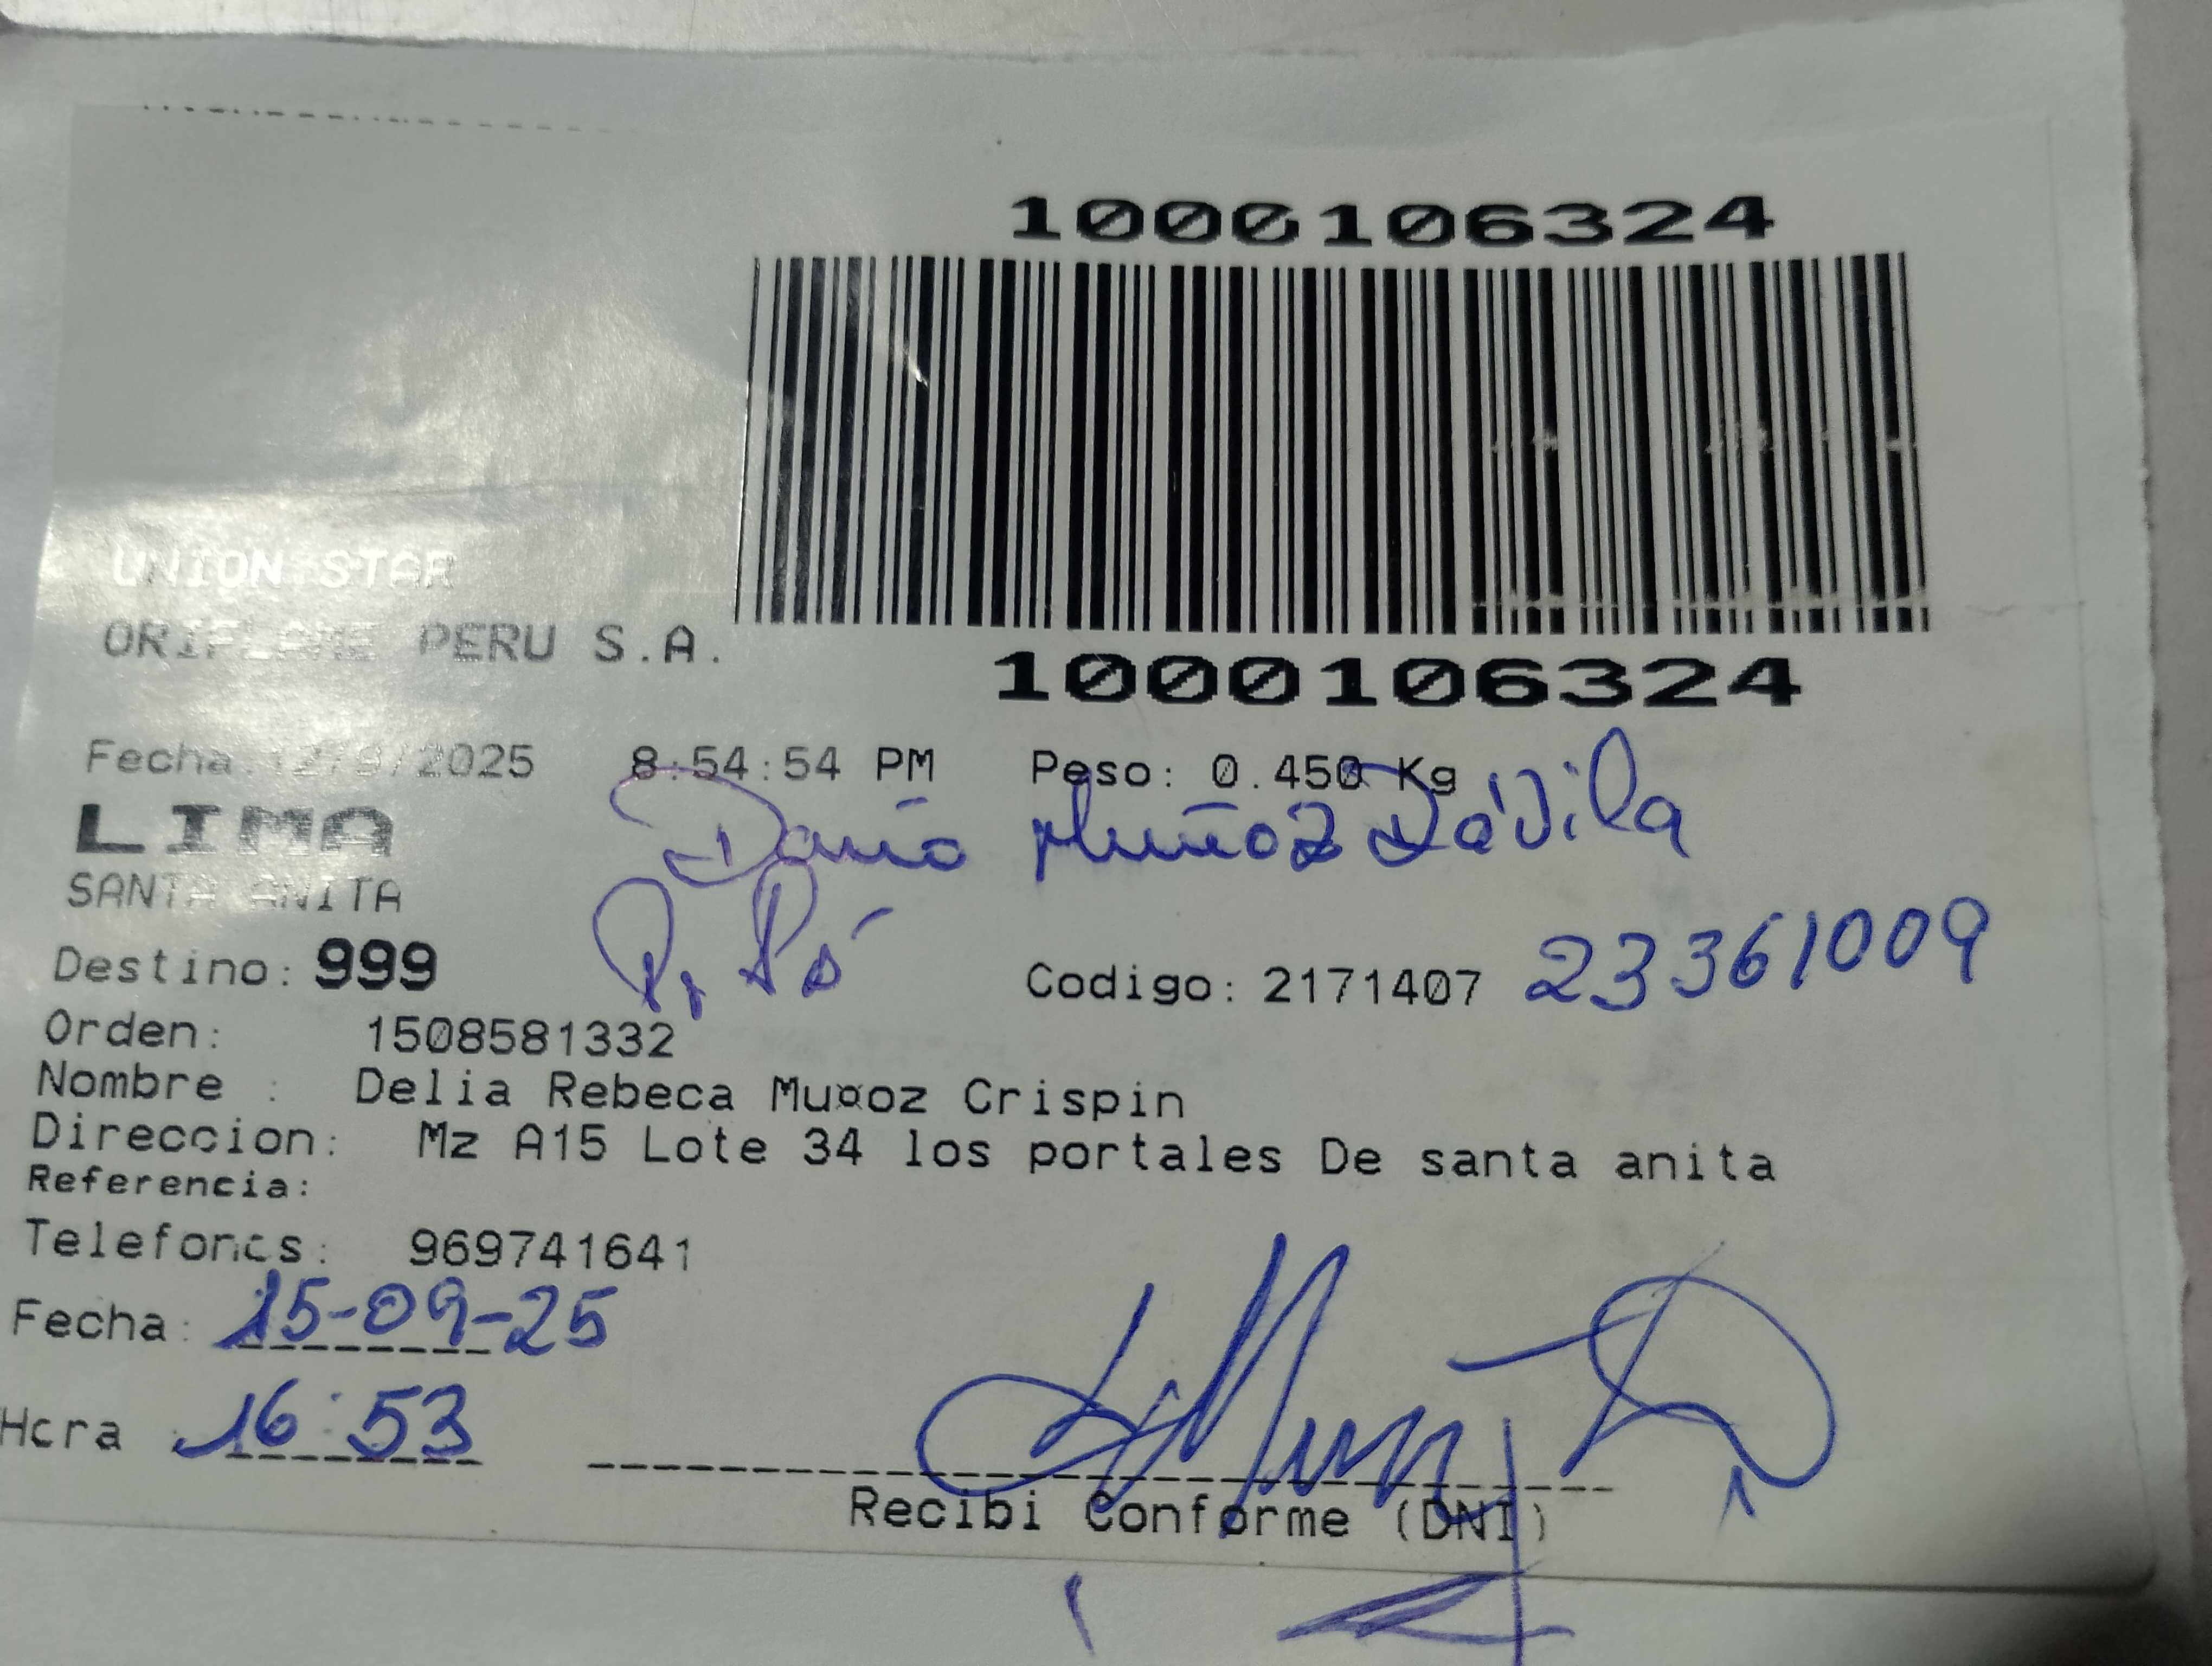 1000106324
UNION STAR
ORIFLAME PERU S.A.
1000106324
Fecha: 12/9/2025 8:54:54 PM Peso: 0.450 Kg
LIMA
Muñoz Dávila
SANTA ANITA
Destino: 999
Codigo: 2171407 23361009
Orden: 1508581332
Nombre : Delia Rebeca Mu¤oz Crispin
Direccion: Mz A15 Lote 34 los portales De santa anita
Referencia:
Telefonos: 969741641
Fecha: 15-09-25
Hora 16:53
Recibi Conforme (DNI)